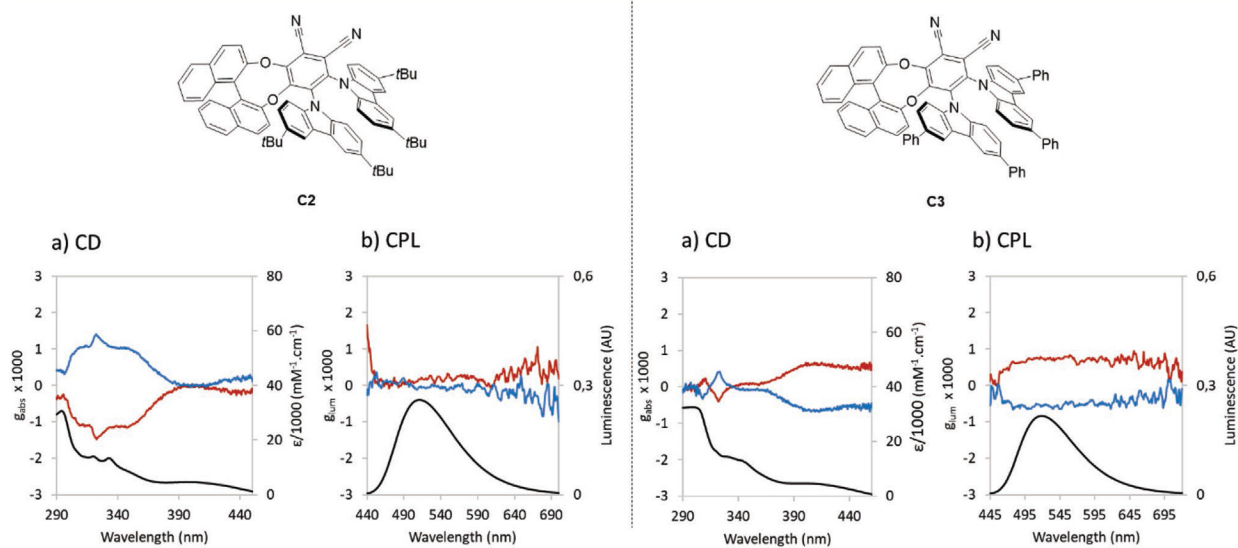 N
N
O
O
N
N
tBu
tBu
tBu
tBu
C2
N
N
O
O
N
N
Ph
Ph
Ph
Ph
C3
a) CD
3
2
1
0
-1
-2
-3
g_abs x 1000
290 340 390 440
Wavelength (nm)
80
60
40
20
0
ε/1000 (mM⁻¹.cm⁻¹)
b) CPL
3
2
1
0
-1
-2
-3
g_lum x 1000
440 490 540 590 640 690
Wavelength (nm)
0,6
0,3
0
Luminescence (AU)
a) CD
3
2
1
0
-1
-2
-3
g_abs x 1000
290 340 390 440
Wavelength (nm)
80
60
40
20
0
ε/1000 (mM⁻¹.cm⁻¹)
b) CPL
3
2
1
0
-1
-2
-3
g_lum x 1000
445 495 545 595 645 695
Wavelength (nm)
0,6
0,3
0
Luminescence (AU)